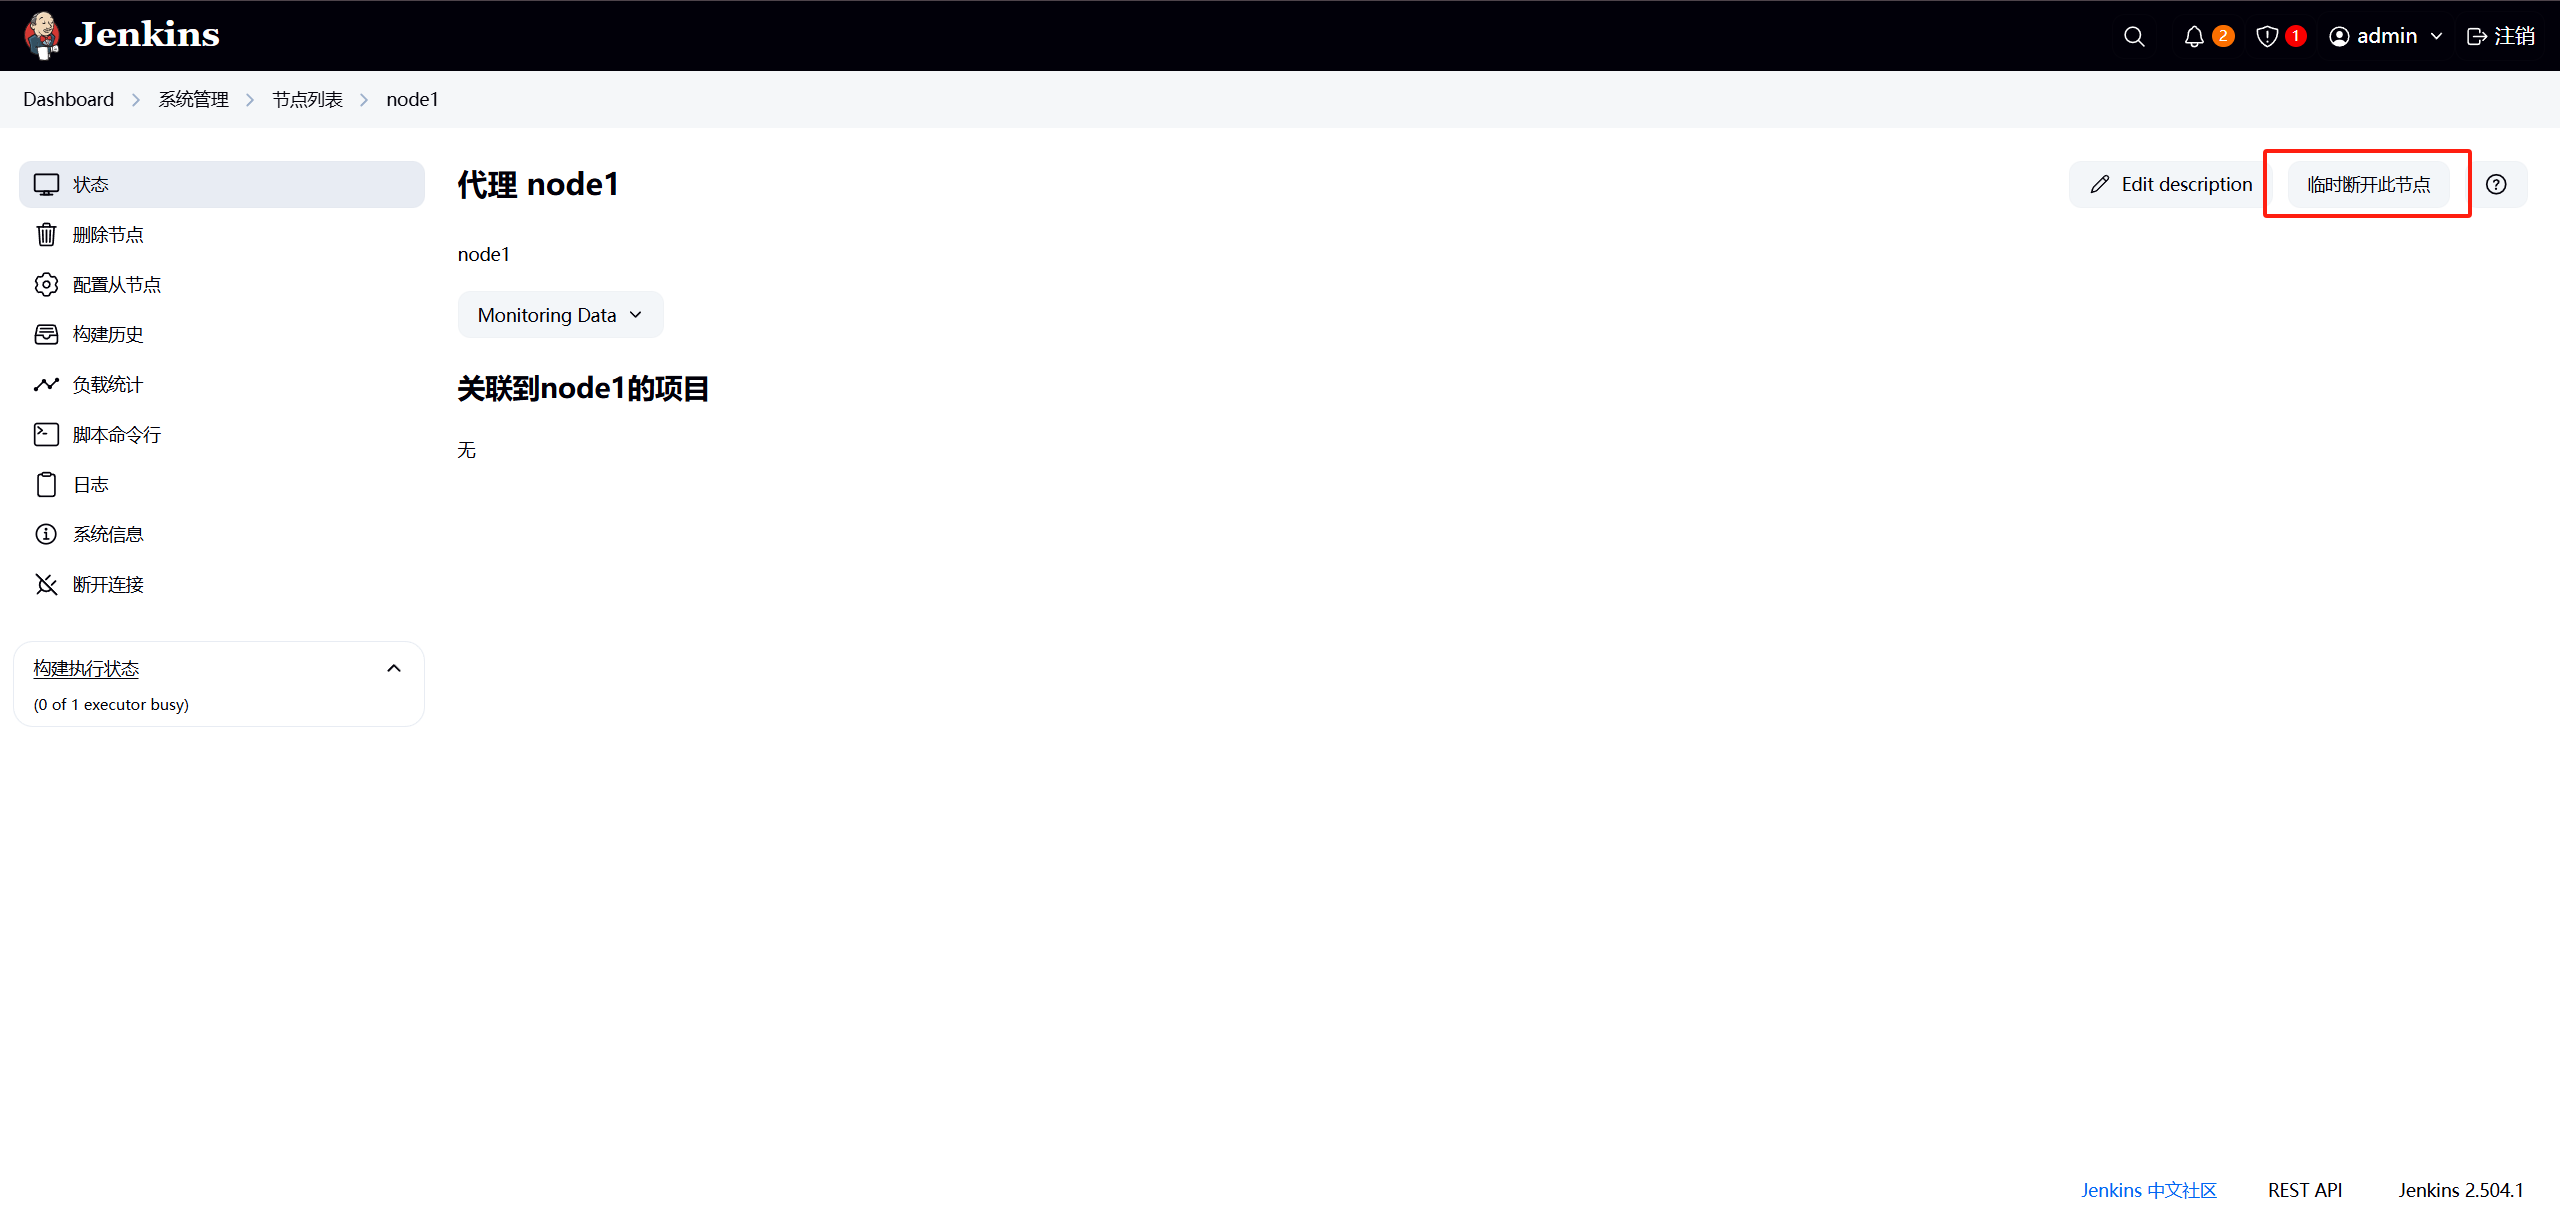 Jenkins
2
1
admin
注销
Dashboard
系统管理
节点列表
node1
状态
删除节点
配置从节点
构建历史
负载统计
脚本命令行
日志
系统信息
断开连接
构建执行状态
(0 of 1 executor busy)
代理 node1
Edit description
临时断开此节点
node1
Monitoring Data
关联到node1的项目
无
Jenkins 中文社区
REST API
Jenkins 2.504.1